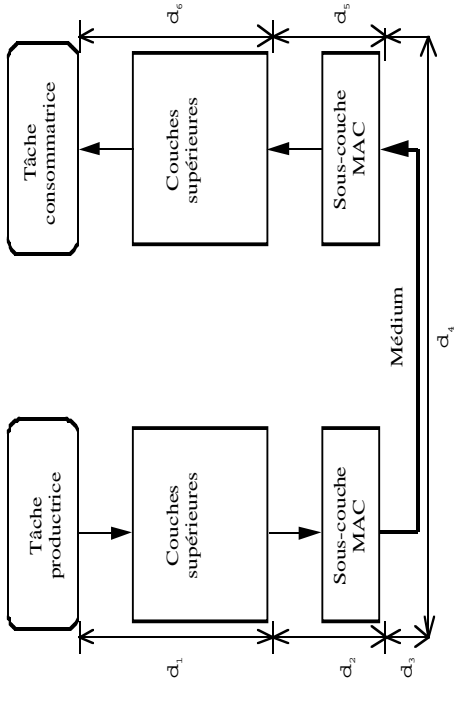 Tâche
productrice
Tâche
consommatrice
Couches
supérieures
Couches
supérieures
Sous-couche
MAC
Sous-couche
MAC
Médium
d₁
d₂
d₃
d₄
d₅
d₆